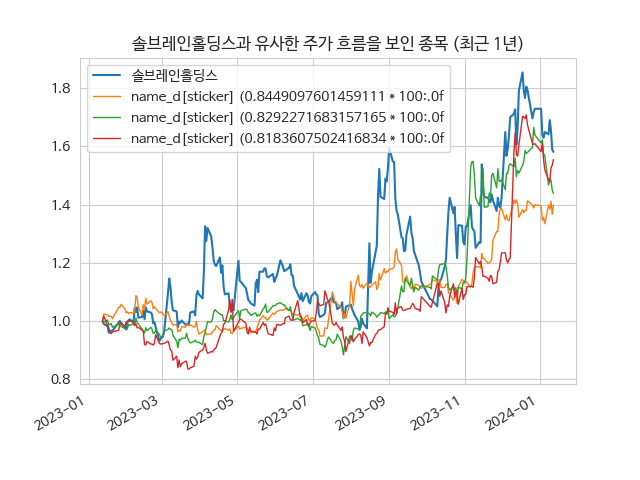 솔브레인홀딩스과 유사한 주가 흐름을 보인 종목 (최근 1년)
솔브레인홀딩스
name_d[sticker] (0.8449097601459111 * 100:.0f
name_d[sticker] (0.8292271683157165 * 100:.0f
name_d[sticker] (0.8183607502416834 * 100:.0f
1.8
1.6
1.4
1.2
1.0
0.8
2023-01
2023-03
2023-05
2023-07
2023-09
2023-11
2024-01